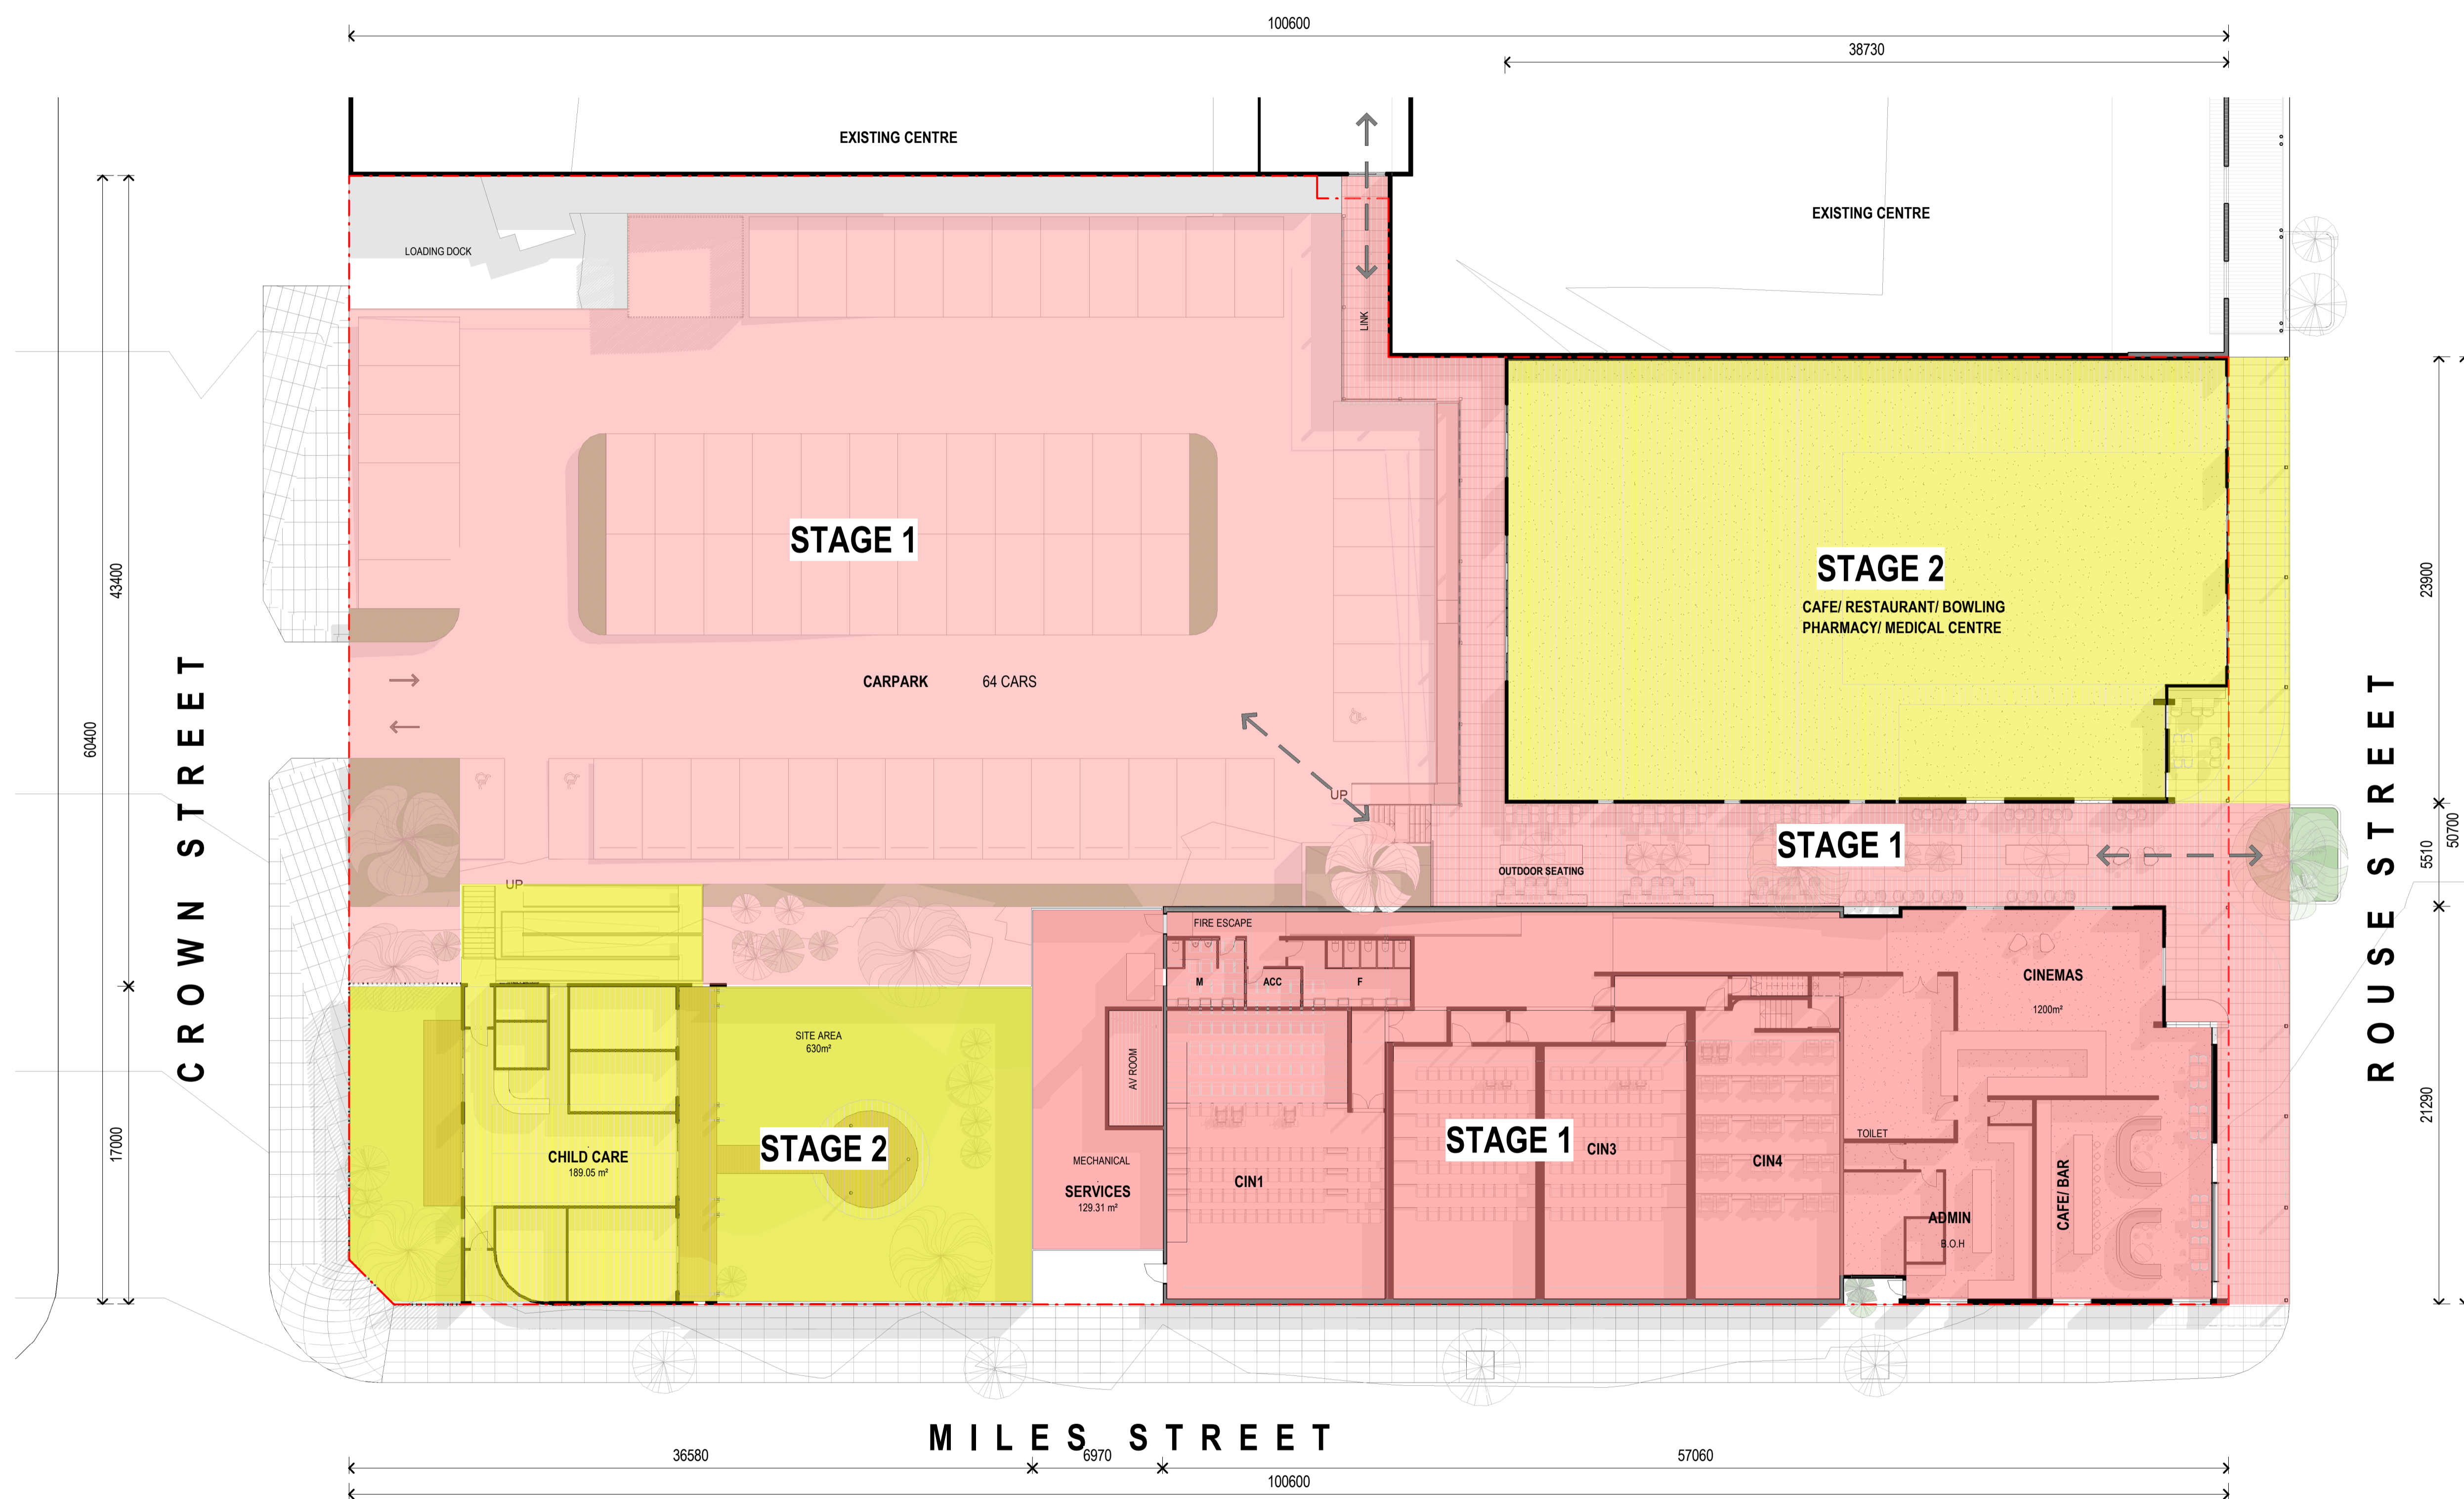 100600
38730
EXISTING CENTRE
EXISTING CENTRE
LOADING DOCK
LINK
STAGE 1
STAGE 2
CAFE/ RESTAURANT/ BOWLING
PHARMACY/ MEDICAL CENTRE
CARPARK 64 CARS
43400
60400
17000
CROWN STREET
23900
5510
50700
21290
ROUSE STREET
UP
UP
STAGE 1
OUTDOOR SEATING
FIRE ESCAPE
M
ACC
F
CINEMAS
1200m²
SITE AREA
630m²
AV ROOM
CHILD CARE
189.05 m²
STAGE 2
MECHANICAL
SERVICES
129.31 m²
CIN1
STAGE 1
CIN3
CIN4
TOILET
ADMIN
B.O.H
CAFE/ BAR
MILES STREET
36580
6970
57060
100600